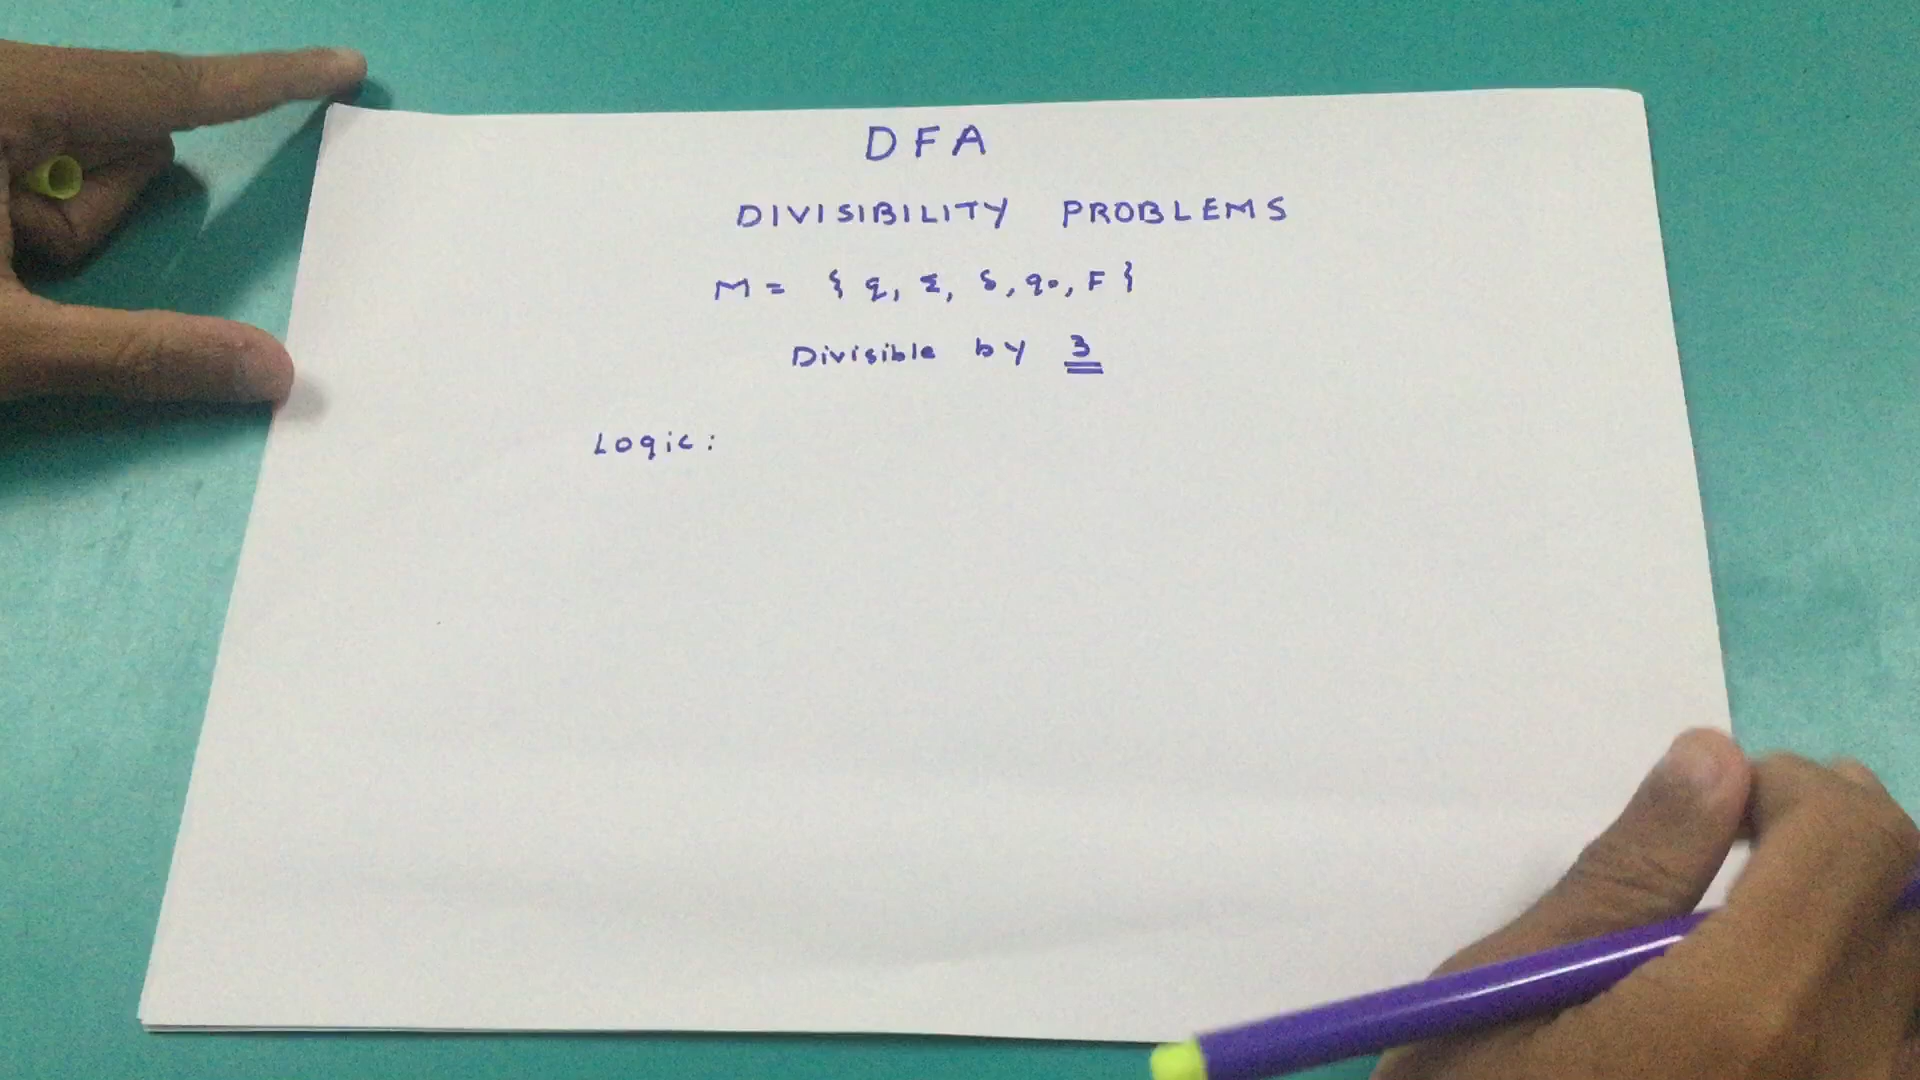 DFA
DIVISIBILITY PROBLEMS
M = { q, Σ, δ, q₀, F }
Divisible by 3
Logic: